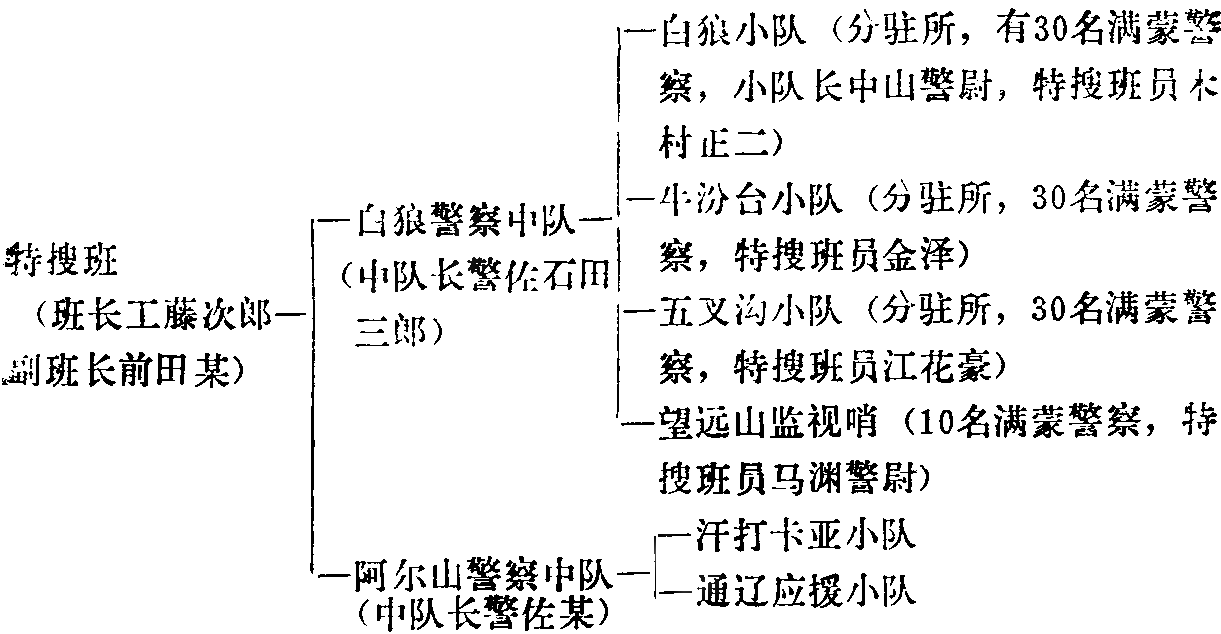 特搜班
（班长工藤次郎
副班长前田某）
白狼警察中队
（中队长警佐石田
三郎）
白狼小队（分驻所，有30名满蒙警
察，小队长中山警尉，特搜班员木
村正二）
牛汾台小队（分驻所，30名满蒙警
察，特搜班员金泽）
五叉沟小队（分驻所，30名满蒙警
察，特搜班员江花豪）
望远山监视哨（10名满蒙警察，特
搜班员马渊警尉）
阿尔山警察中队
（中队长警佐某）
汗打卡亚小队
通辽应援小队